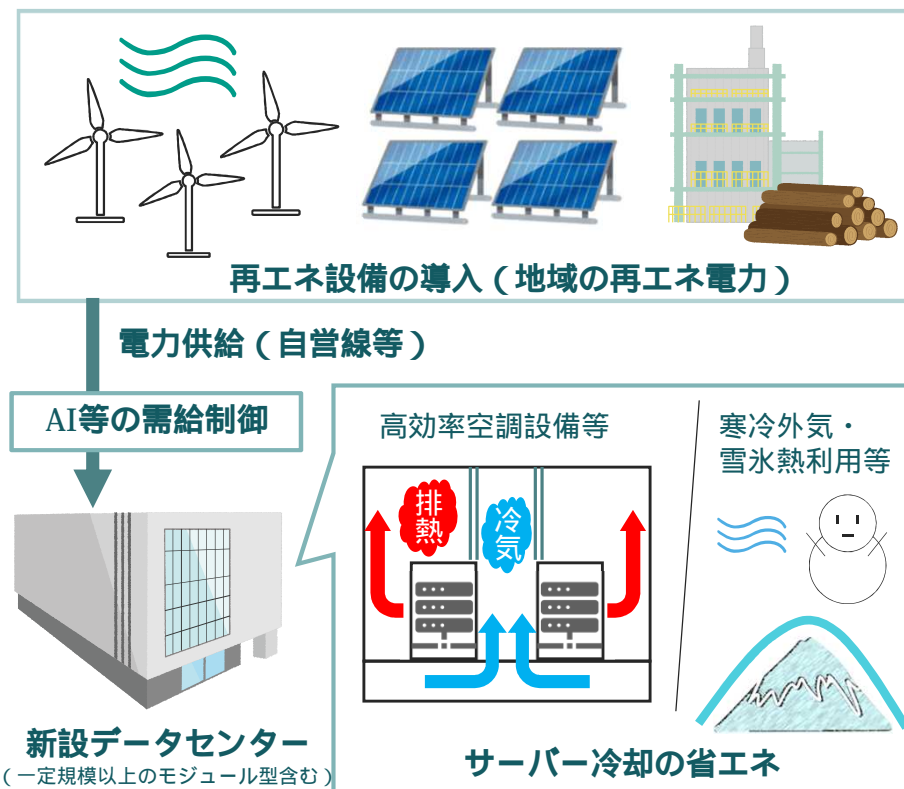 再エネ設備の導入（地域の再エネ電力）
電力供給（自営線等）
AI等の需給制御
新設データセンター
（一定規模以上のモジュール型含む）
高効率空調設備等
排熱
冷気
寒冷外気・
雪氷熱利用等
サーバー冷却の省エネ